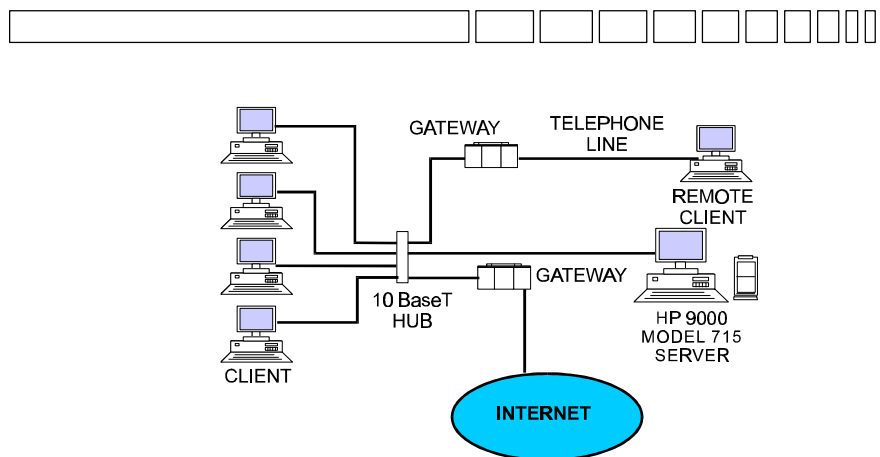 GATEWAY
TELEPHONE
LINE
REMOTE
CLIENT
10 BaseT
HUB
GATEWAY
HP 9000
MODEL 715
SERVER
CLIENT
INTERNET